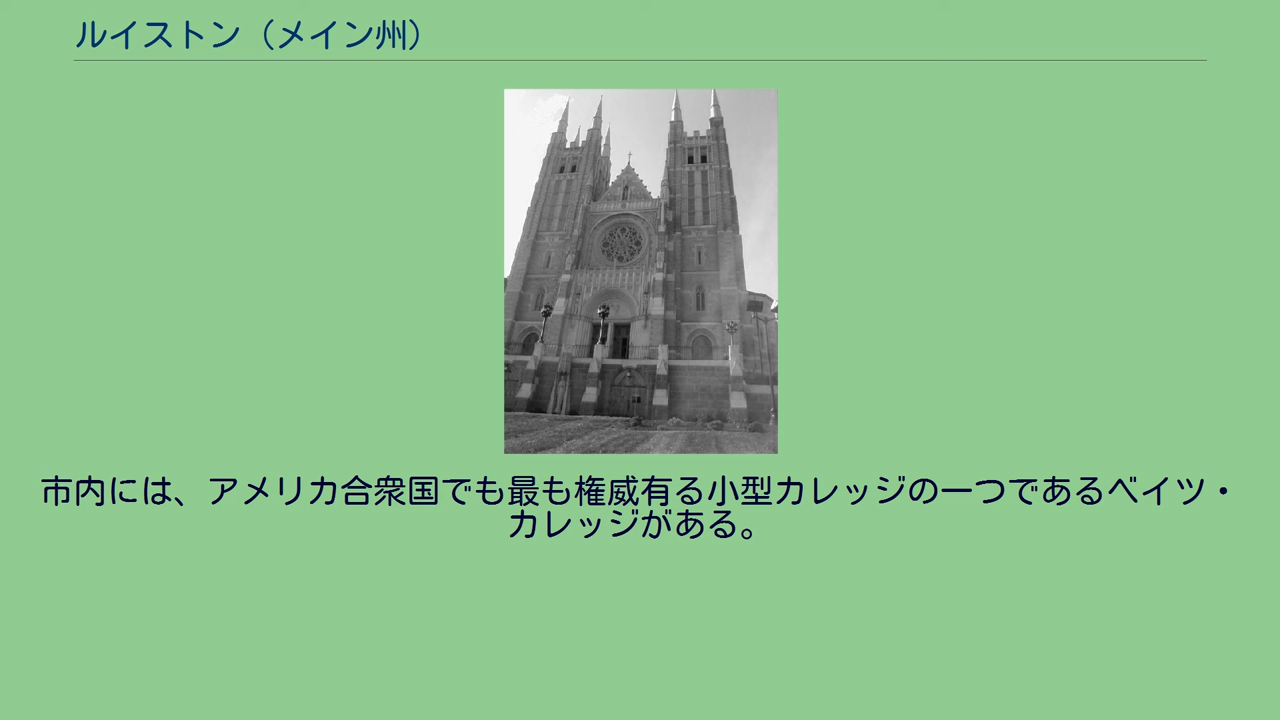 ルイストン（メイン州）
市内には、アメリカ合衆国でも最も権威有る小型カレッジの一つであるベイツ・
カレッジがある。